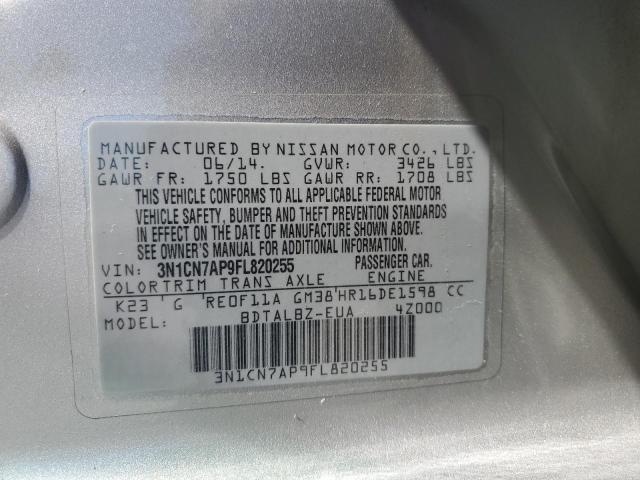 MANUFACTURED BY NISSAN MOTOR CO., LTD.
DATE: 06/14. GVWR: 3426 LBS
GAWR FR: 1750 LBS GAWR RR: 1708 LBS
THIS VEHICLE CONFORMS TO ALL APPLICABLE FEDERAL MOTOR
VEHICLE SAFETY, BUMPER AND THEFT PREVENTION STANDARDS
IN EFFECT ON THE DATE OF MANUFACTURE SHOWN ABOVE.
SEE OWNER'S MANUAL FOR ADDITIONAL INFORMATION.
VIN: 3N1CN7AP9FL820255 PASSENGER CAR.
COLOR TRIM TRANS AXLE ENGINE
K23 ' G RE0F11A GM38'HR16DE1598 CC
MODEL: BDTALBZ-EUA 4Z000
3N1CN7AP9FL820255